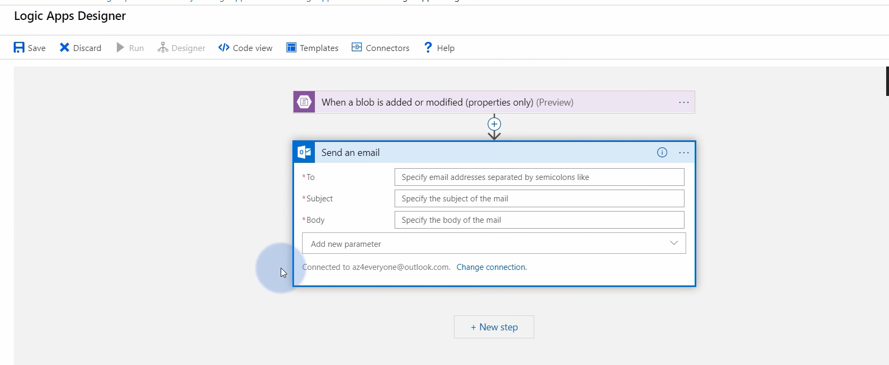 Logic Apps Designer
Save Discard Run Designer Code view Templates Connectors ? Help
When a blob is added or modified (properties only) (Preview) ...
Send an email ...
* To Specify email addresses separated by semicolons like
* Subject Specify the subject of the mail
* Body Specify the body of the mail
Add new parameter
Connected to az4everyone@outlook.com. Change connection.
+ New step